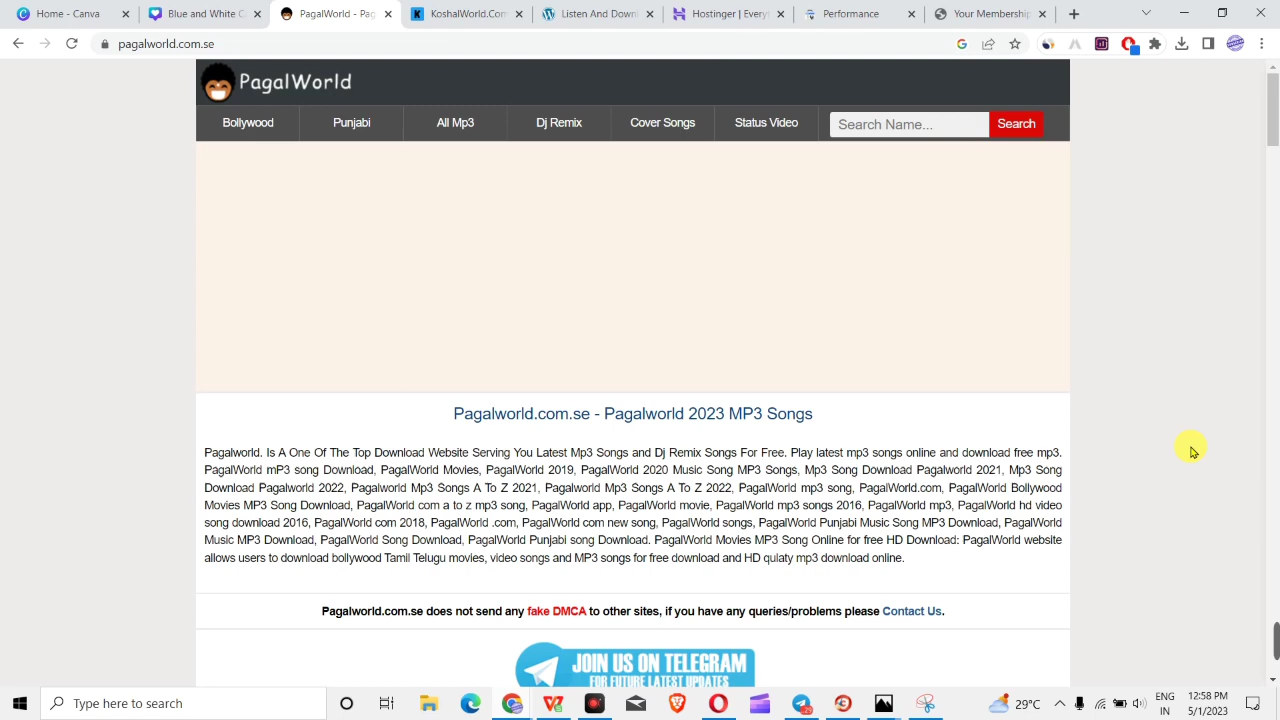 Blue and White C
Blue and Whit
PagalWorld - Pag
KoshalWorld.Com
Listen And Downl
Hostinger | Every
Performance
Your Membership
pagalworld.com.se
PagalWorld
Bollywood
Punjabi
All Mp3
Dj Remix
Cover Songs
Status Video
Search Name...
Search
Pagalworld.com.se - Pagalworld 2023 MP3 Songs
Pagalworld. Is A One Of The Top Download Website Serving You Latest Mp3 Songs and Dj Remix Songs For Free. Play latest mp3 songs online and download free mp3.
PagalWorld mP3 song Download, PagalWorld Movies, PagalWorld 2019, PagalWorld 2020 Music Song MP3 Songs, Mp3 Song Download Pagalworld 2021, Mp3 Song
Download Pagalworld 2022, Pagalworld Mp3 Songs A To Z 2021, Pagalworld Mp3 Songs A To Z 2022, PagalWorld mp3 song, PagalWorld.com, PagalWorld Bollywood
Movies MP3 Song Download, PagalWorld com a to z mp3 song, PagalWorld app, PagalWorld movie, PagalWorld mp3 songs 2016, PagalWorld mp3, PagalWorld hd video
song download 2016, PagalWorld com 2018, PagalWorld .com, PagalWorld com new song, PagalWorld songs, PagalWorld Punjabi Music Song MP3 Download, PagalWorld
Music MP3 Download, PagalWorld Song Download, PagalWorld Punjabi song Download. PagalWorld Movies MP3 Song Online for free HD Download: PagalWorld website
allows users to download bollywood Tamil Telugu movies, video songs and MP3 songs for free download and HD qulaty mp3 download online.
Pagalworld.com.se does not send any fake DMCA to other sites, if you have any queries/problems please Contact Us.
JOIN US ON TELEGRAM
FOR FUTURE LATEST UPDATES
Type here to search
29°C
ENG
IN
12:58 PM
5/1/2023